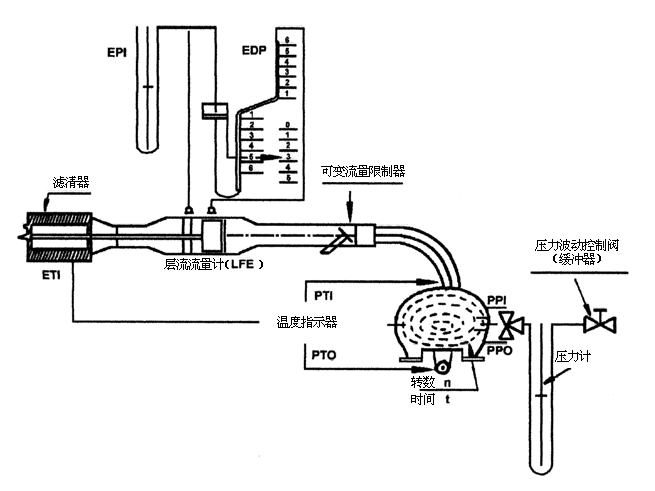 EPI
EDP
6
5
4
3
2
1
1
2
3
4
5
6
0
1
2
3
4
5
滤清器
可变流量限制器
压力波动控制阀
(缓冲器)
ETI
层流流量计(LFE)
PTI
PPI
温度指示器
PTO
PPO
压力计
转数 n
时间 t